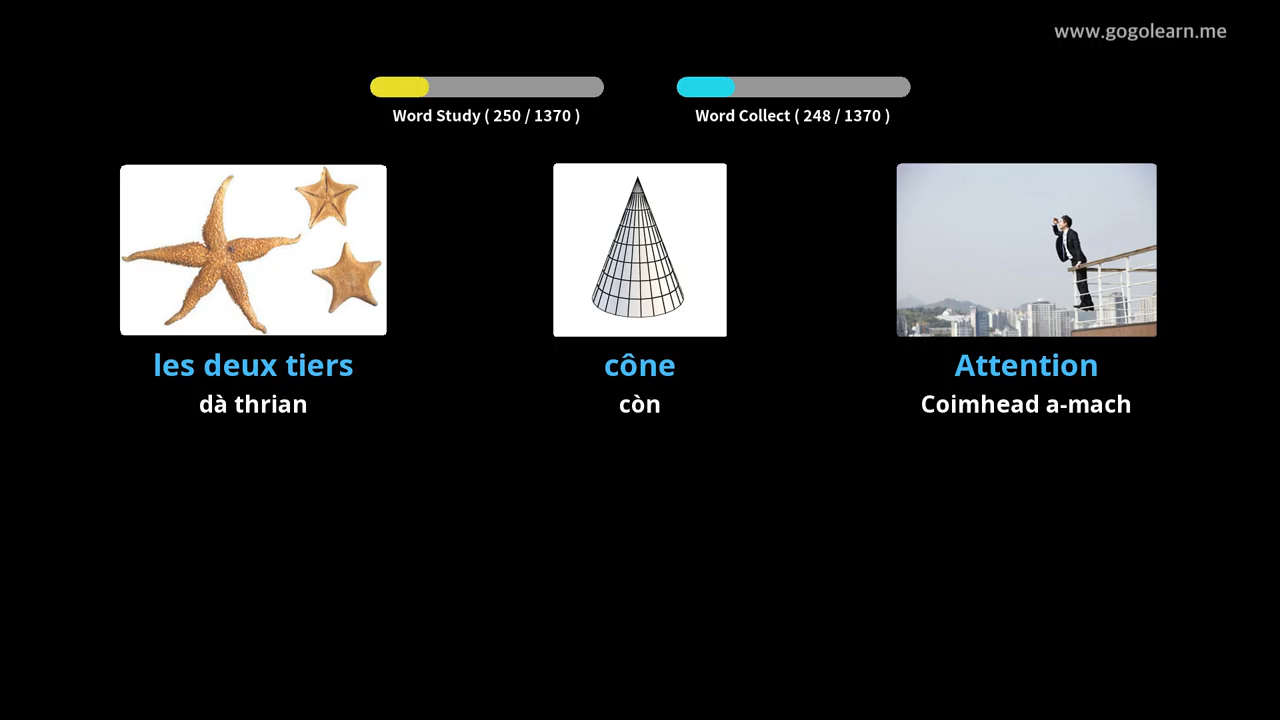 www.gogolearn.me
Word Study ( 250 / 1370 )
Word Collect ( 248 / 1370 )
les deux tiers
dà thrian
cône
còn
Attention
Coimhead a-mach